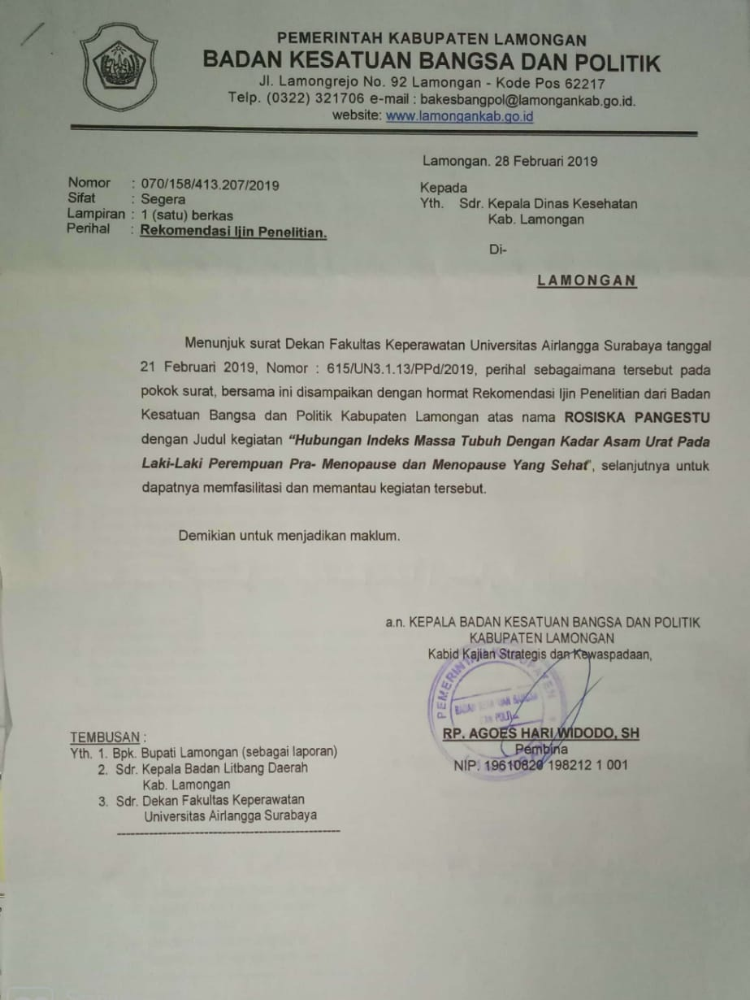 PEMERINTAH KABUPATEN LAMONGAN
BADAN KESATUAN BANGSA DAN POLITIK
Jl. Lamongrejo No. 92 Lamongan - Kode Pos 62217
Telp. (0322) 321706 e-mail : bakesbangpol@lamongankab.go.id.
website: www.lamongankab.go.id
Lamongan. 28 Februari 2019
Nomor : 070/158/413.207/2019
Sifat : Segera
Lampiran : 1 (satu) berkas
Perihal : Rekomendasi Ijin Penelitian.
Kepada
Yth. Sdr. Kepala Dinas Kesehatan
Kab. Lamongan
Di-
LAMONGAN
Menunjuk surat Dekan Fakultas Keperawatan Universitas Airlangga Surabaya tanggal
21 Februari 2019, Nomor : 615/UN3.1.13/PPd/2019, perihal sebagaimana tersebut pada
pokok surat, bersama ini disampaikan dengan hormat Rekomendasi Ijin Penelitian dari Badan
Kesatuan Bangsa dan Politik Kabupaten Lamongan atas nama ROSISKA PANGESTU
dengan Judul kegiatan “Hubungan Indeks Massa Tubuh Dengan Kadar Asam Urat Pada
Laki-Laki Perempuan Pra- Menopause dan Menopause Yang Sehat”, selanjutnya untuk
dapatnya memfasilitasi dan memantau kegiatan tersebut.
Demikian untuk menjadikan maklum.
a.n. KEPALA BADAN KESATUAN BANGSA DAN POLITIK
KABUPATEN LAMONGAN
Kabid Kajian Strategis dan Kewaspadaan,
PEMERINTAH KABUPATEN
RP. AGOES HARI WIDODO, SH
Pembina
NIP. 19610820 198212 1 001
TEMBUSAN :
Yth. 1. Bpk. Bupati Lamongan (sebagai laporan)
2. Sdr. Kepala Badan Litbang Daerah
Kab. Lamongan
3. Sdr. Dekan Fakultas Keperawatan
Universitas Airlangga Surabaya